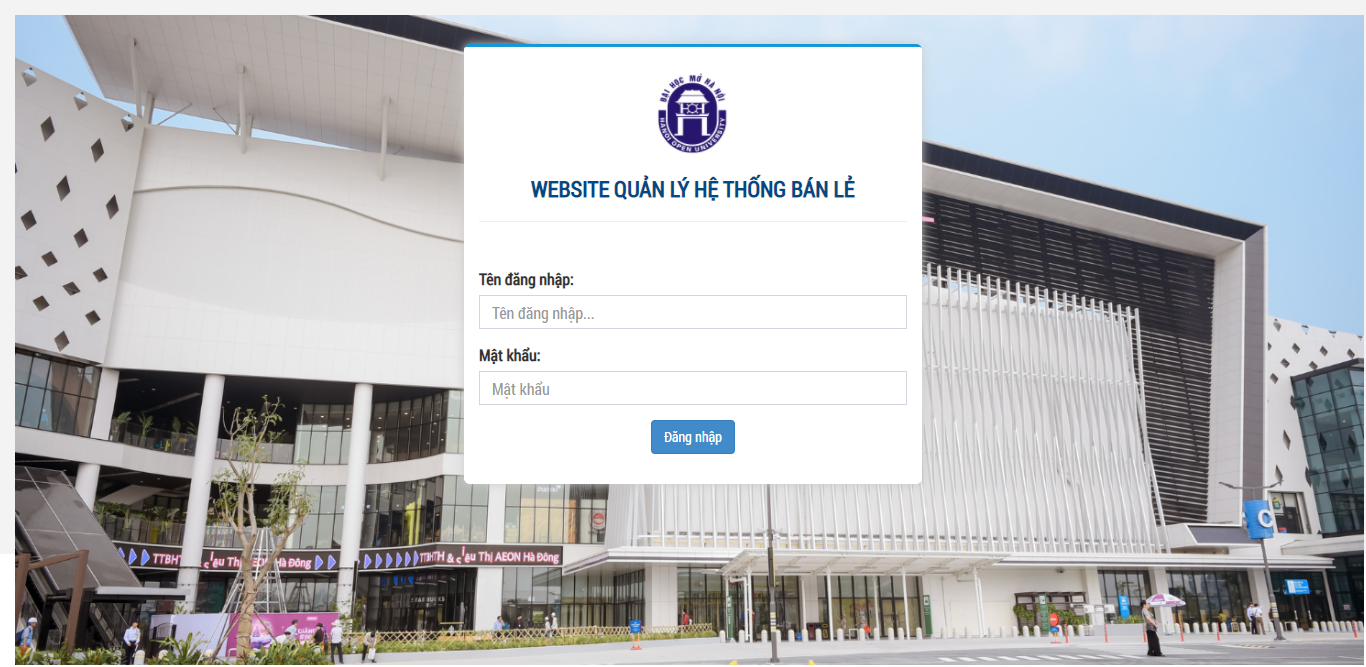 ĐẠI HỌC MỞ HÀ NỘI
HANOI OPEN UNIVERSITY
WEBSITE QUẢN LÝ HỆ THỐNG BÁN LẺ
Tên đăng nhập:
Tên đăng nhập...
Mật khẩu:
Mật khẩu
Đăng nhập
C
TTBHTH & Thị AEON Hà Đông
STARBUCKS